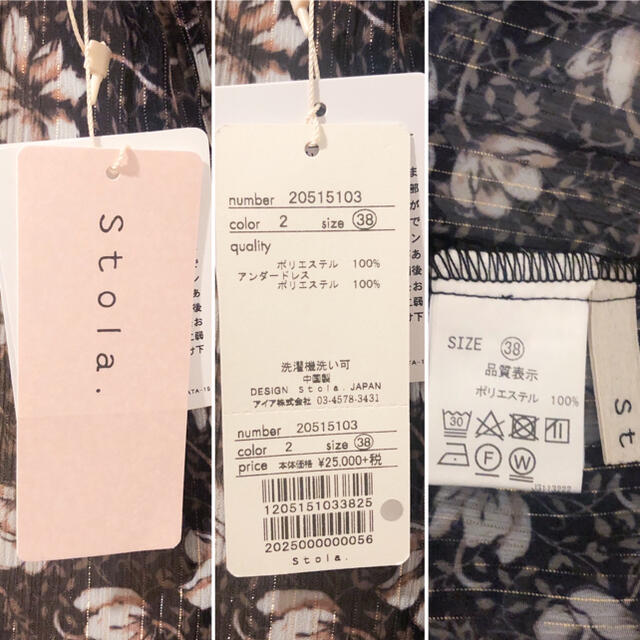 Stola.
number 20515103
color 2 size 38
quality
ポリエステル 100%
アンダードレス
ポリエステル 100%
洗濯機洗い可
中国製
DESIGN Stola. JAPAN
アイア株式会社 03-4578-3431
number 20515103
color 2 size 38
price 本体価格 ¥25,000+税
1205151033825
2025000000056
Stola.
SIZE 38
品質表示
ポリエステル 100%
30
F W
St